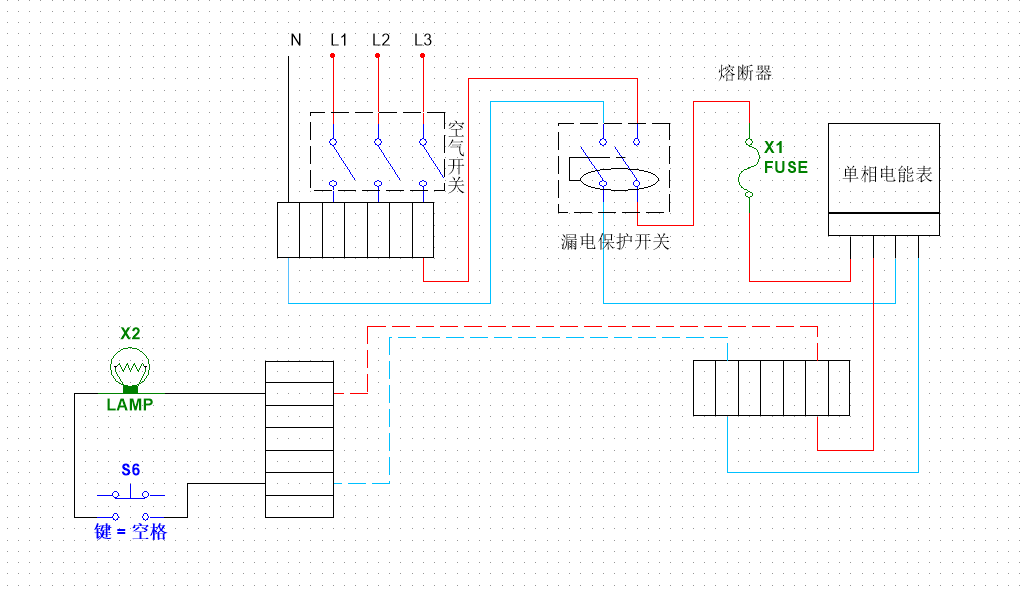 N L1 L2 L3
熔断器
空气开关
X1
FUSE
单相电能表
漏电保护开关
X2
LAMP
S6
键 = 空格